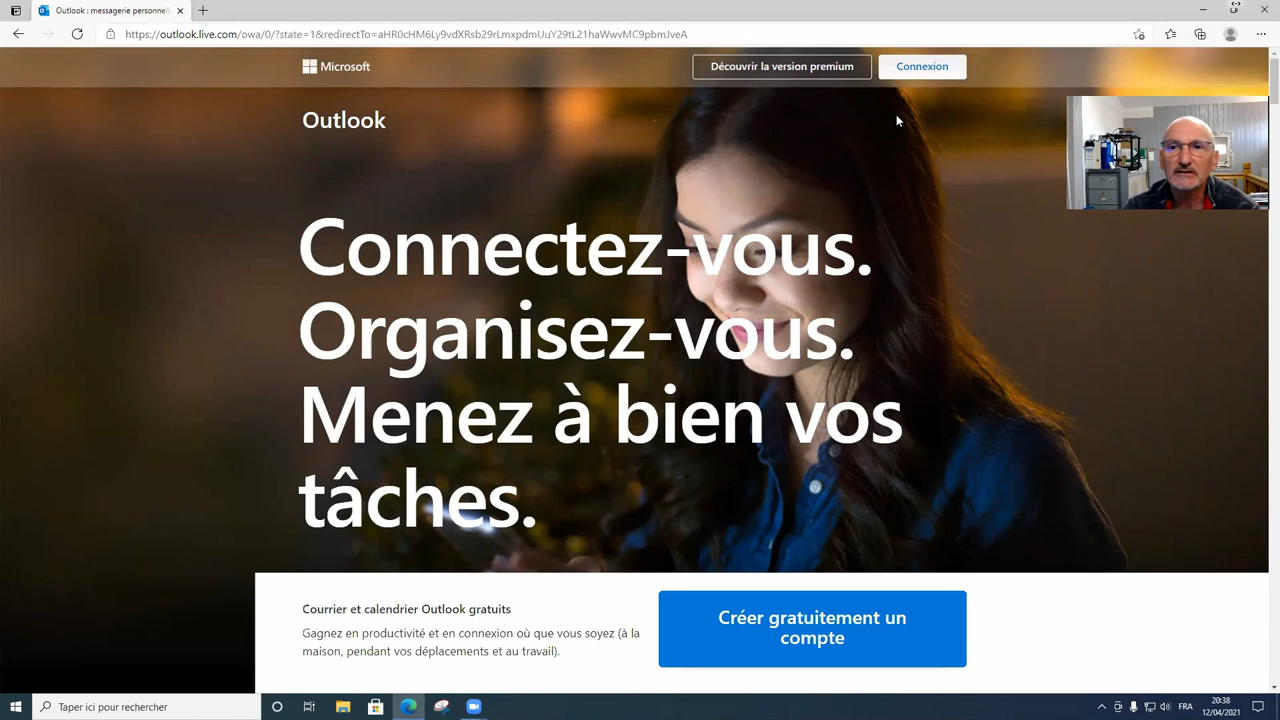 Outlook : messagerie personnell
https://outlook.live.com/owa/0/?state=1&redirectTo=aHR0cHM6Ly9vdXRsb29rLmxpdmUuY29tL21haWwvMC9pbmJveA
Microsoft
Découvrir la version premium
Connexion
Outlook
Connectez-vous.
Organisez-vous.
Menez à bien vos
tâches.
Courrier et calendrier Outlook gratuits
Gagnez en productivité et en connexion où que vous soyez (à la
maison, pendant vos déplacements et au travail).
Créer gratuitement un
compte
Taper ici pour rechercher
FRA
20:38
12/04/2021